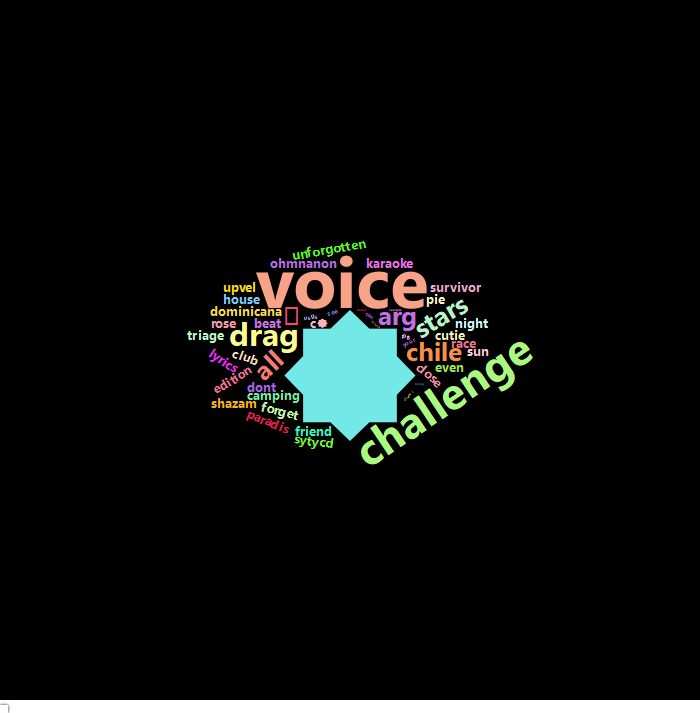 unforgotten
ohmnanon
karaoke
voice
upvel
survivor
house
pie
dominicana
arg
stars
rose
beat
night
triage
drag
cutie
race
lyrics
club
all
chile
sun
edition
close
even
dont
camping
challenge
shazam
forget
paradis
friend
sytycd